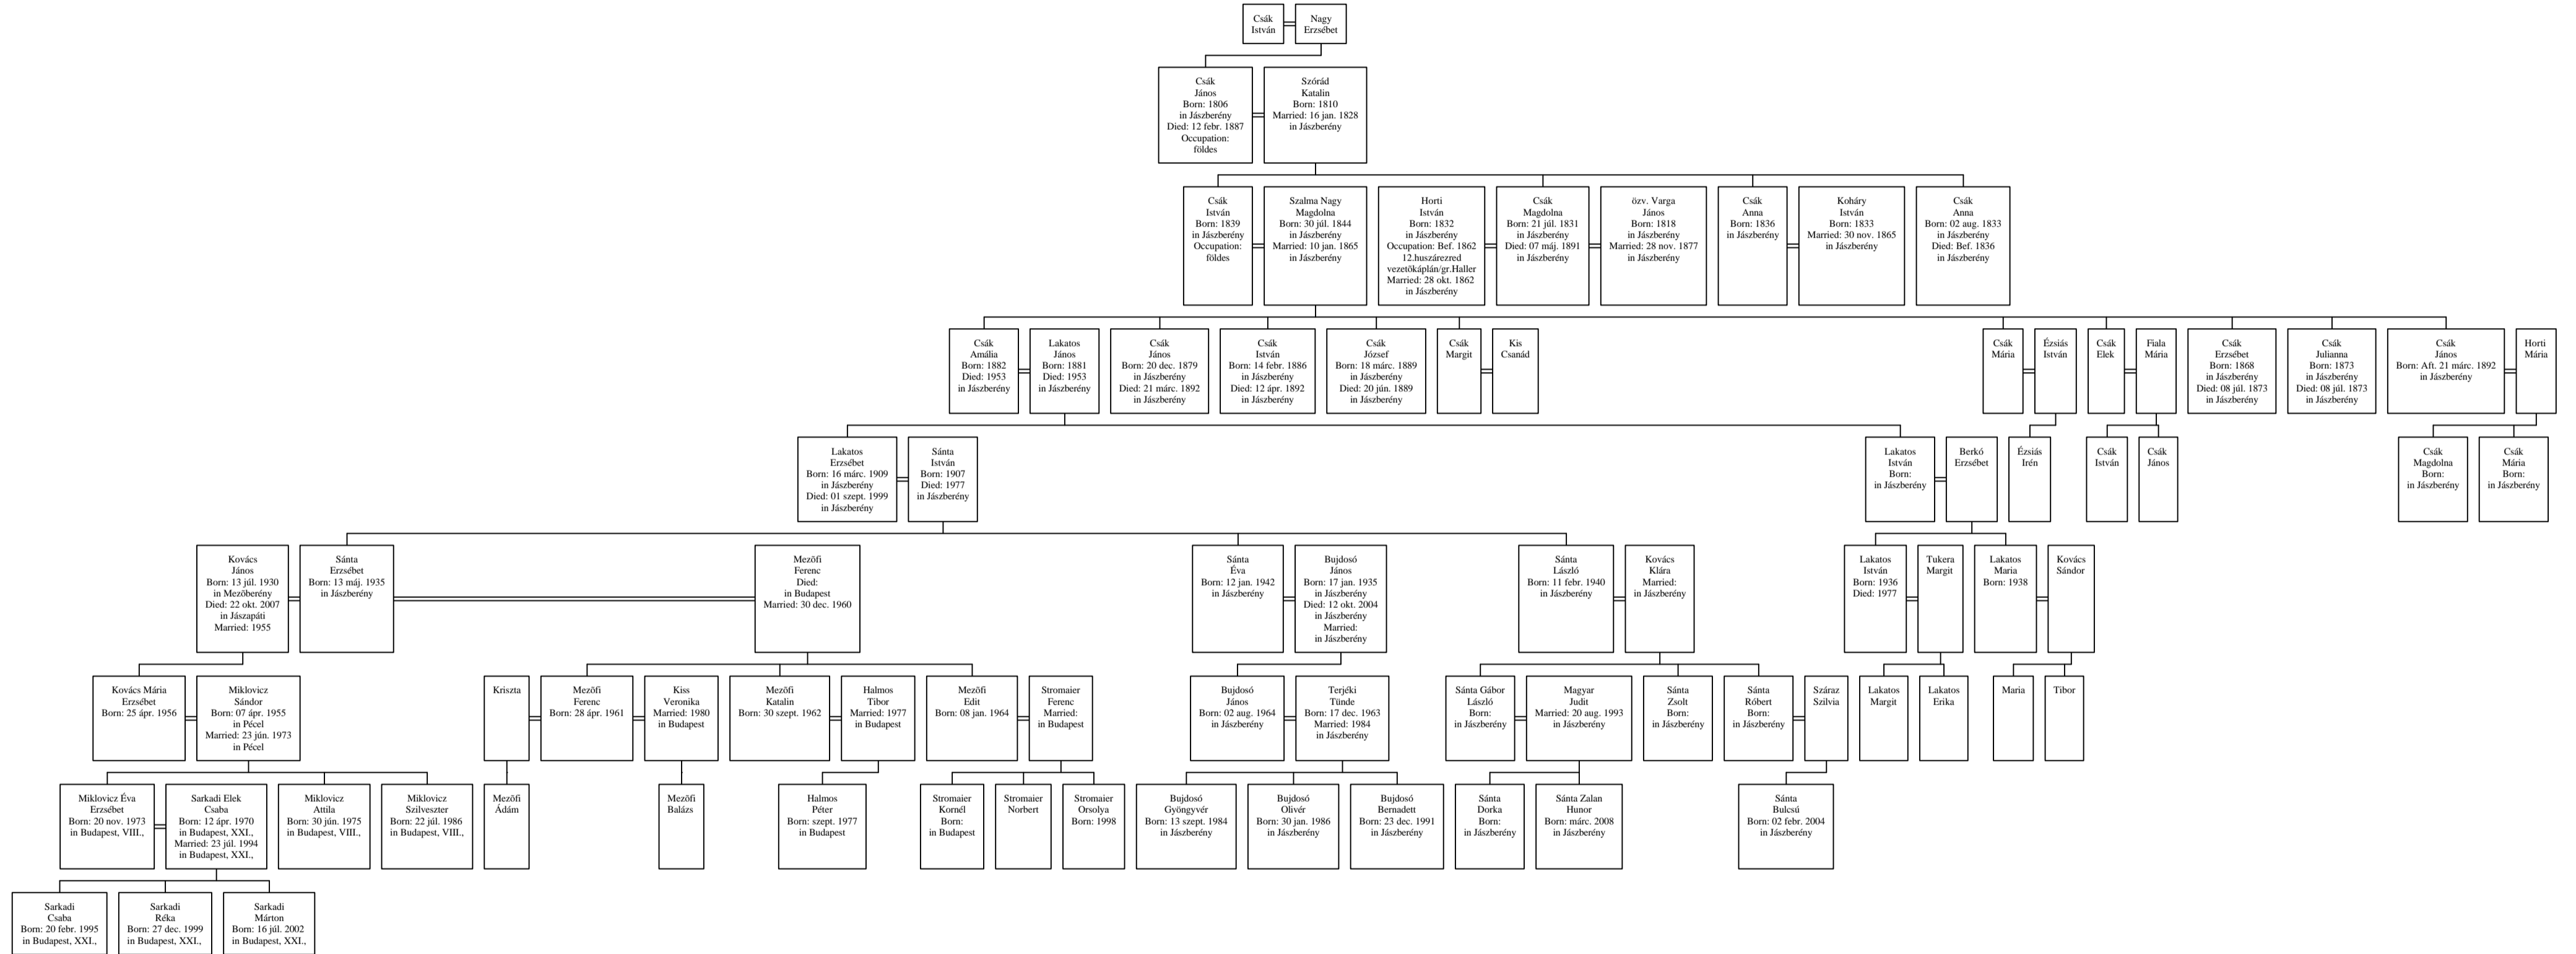 Csák
István
Nagy
Erzsébet
Csák
János
Born: 1806
in Jászberény
Died: 12 febr. 1887
Occupation:
földes
Szórád
Katalin
Born: 1810
Married: 16 jan. 1828
in Jászberény
Csák
István
Born: 1839
in Jászberény
Occupation:
földes
Szalma Nagy
Magdolna
Born: 30 júl. 1844
in Jászberény
Married: 10 jan. 1865
in Jászberény
Horti
István
Born: 1832
in Jászberény
Occupation: Bef. 1862
12.huszárezred
vezetõkáplán/gr.Haller
Married: 28 okt. 1862
in Jászberény
Csák
Magdolna
Born: 21 júl. 1831
in Jászberény
Died: 07 máj. 1891
in Jászberény
özv. Varga
János
Born: 1818
in Jászberény
Married: 28 nov. 1877
in Jászberény
Csák
Anna
Born: 1836
in Jászberény
Koháry
István
Born: 1833
Married: 30 nov. 1865
in Jászberény
Csák
Anna
Born: 02 aug. 1833
in Jászberény
Died: Bef. 1836
in Jászberény
Csák
Amália
Born: 1882
Died: 1953
in Jászberény
Lakatos
János
Born: 1881
Died: 1953
in Jászberény
Csák
János
Born: 20 dec. 1879
in Jászberény
Died: 21 márc. 1892
in Jászberény
Csák
István
Born: 14 febr. 1886
in Jászberény
Died: 12 ápr. 1892
in Jászberény
Csák
József
Born: 18 márc. 1889
in Jászberény
Died: 20 jún. 1889
in Jászberény
Csák
Margit
Kis
Csanád
Csák
Mária
Ézsiás
István
Csák
Elek
Fiala
Mária
Csák
Erzsébet
Born: 1868
in Jászberény
Died: 08 júl. 1873
in Jászberény
Csák
Julianna
Born: 1873
in Jászberény
Died: 08 júl. 1873
in Jászberény
Csák
János
Born: Aft. 21 márc. 1892
in Jászberény
Horti
Mária
Lakatos
Erzsébet
Born: 16 márc. 1909
in Jászberény
Died: 01 szept. 1999
in Jászberény
Sánta
István
Born: 1907
Died: 1977
in Jászberény
Lakatos
István
Born:
in Jászberény
Berkó
Erzsébet
Ézsiás
Irén
Csák
István
Csák
János
Csák
Magdolna
Born:
in Jászberény
Csák
Mária
Born:
in Jászberény
Kovács
János
Born: 13 júl. 1930
in Mezõberény
Died: 22 okt. 2007
in Jászapáti
Married: 1955
Sánta
Erzsébet
Born: 13 máj. 1935
in Jászberény
Mezõfi
Ferenc
Died:
in Budapest
Married: 30 dec. 1960
Sánta
Éva
Born: 12 jan. 1942
in Jászberény
Bujdosó
János
Born: 17 jan. 1935
in Jászberény
Died: 12 okt. 2004
in Jászberény
Married:
in Jászberény
Sánta
László
Born: 11 febr. 1940
in Jászberény
Kovács
Klára
Married:
in Jászberény
Lakatos
István
Born: 1936
Died: 1977
Tukera
Margit
Lakatos
Maria
Born: 1938
Kovács
Sándor
Kovács Mária
Erzsébet
Born: 25 ápr. 1956
Miklovicz
Sándor
Born: 07 ápr. 1955
in Pécel
Married: 23 jún. 1973
in Pécel
Kriszta
Mezõfi
Ferenc
Born: 28 ápr. 1961
Kiss
Veronika
Married: 1980
in Budapest
Mezõfi
Katalin
Born: 30 szept. 1962
Halmos
Tibor
Married: 1977
in Budapest
Mezõfi
Edit
Born: 08 jan. 1964
Stromaier
Ferenc
Married:
in Budapest
Bujdosó
János
Born: 02 aug. 1964
in Jászberény
Terjéki
Tünde
Born: 17 dec. 1963
Married: 1984
in Jászberény
Sánta Gábor
László
Born:
in Jászberény
Magyar
Judit
Married: 20 aug. 1993
in Jászberény
Sánta
Zsolt
Born:
in Jászberény
Sánta
Róbert
Born:
in Jászberény
Száraz
Szilvia
Lakatos
Margit
Lakatos
Erika
Maria
Tibor
Miklovicz Éva
Erzsébet
Born: 20 nov. 1973
in Budapest, VIII.,
Sarkadi Elek
Csaba
Born: 12 ápr. 1970
in Budapest, XXI.,
Married: 23 júl. 1994
in Budapest, XXI.,
Miklovicz
Attila
Born: 30 jún. 1975
in Budapest, VIII.,
Miklovicz
Szilveszter
Born: 22 júl. 1986
in Budapest, VIII.,
Mezõfi
Ádám
Mezõfi
Balázs
Halmos
Péter
Born: szept. 1977
in Budapest
Stromaier
Kornél
Born:
in Budapest
Stromaier
Norbert
Stromaier
Orsolya
Born: 1998
Bujdosó
Gyöngyvér
Born: 13 szept. 1984
in Jászberény
Bujdosó
Olivér
Born: 30 jan. 1986
in Jászberény
Bujdosó
Bernadett
Born: 23 dec. 1991
in Jászberény
Sánta
Dorka
Born:
in Jászberény
Sánta Zalan
Hunor
Born: márc. 2008
in Jászberény
Sánta
Bulcsú
Born: 02 febr. 2004
in Jászberény
Sarkadi
Csaba
Born: 20 febr. 1995
in Budapest, XXI.,
Sarkadi
Réka
Born: 27 dec. 1999
in Budapest, XXI.,
Sarkadi
Márton
Born: 16 júl. 2002
in Budapest, XXI.,